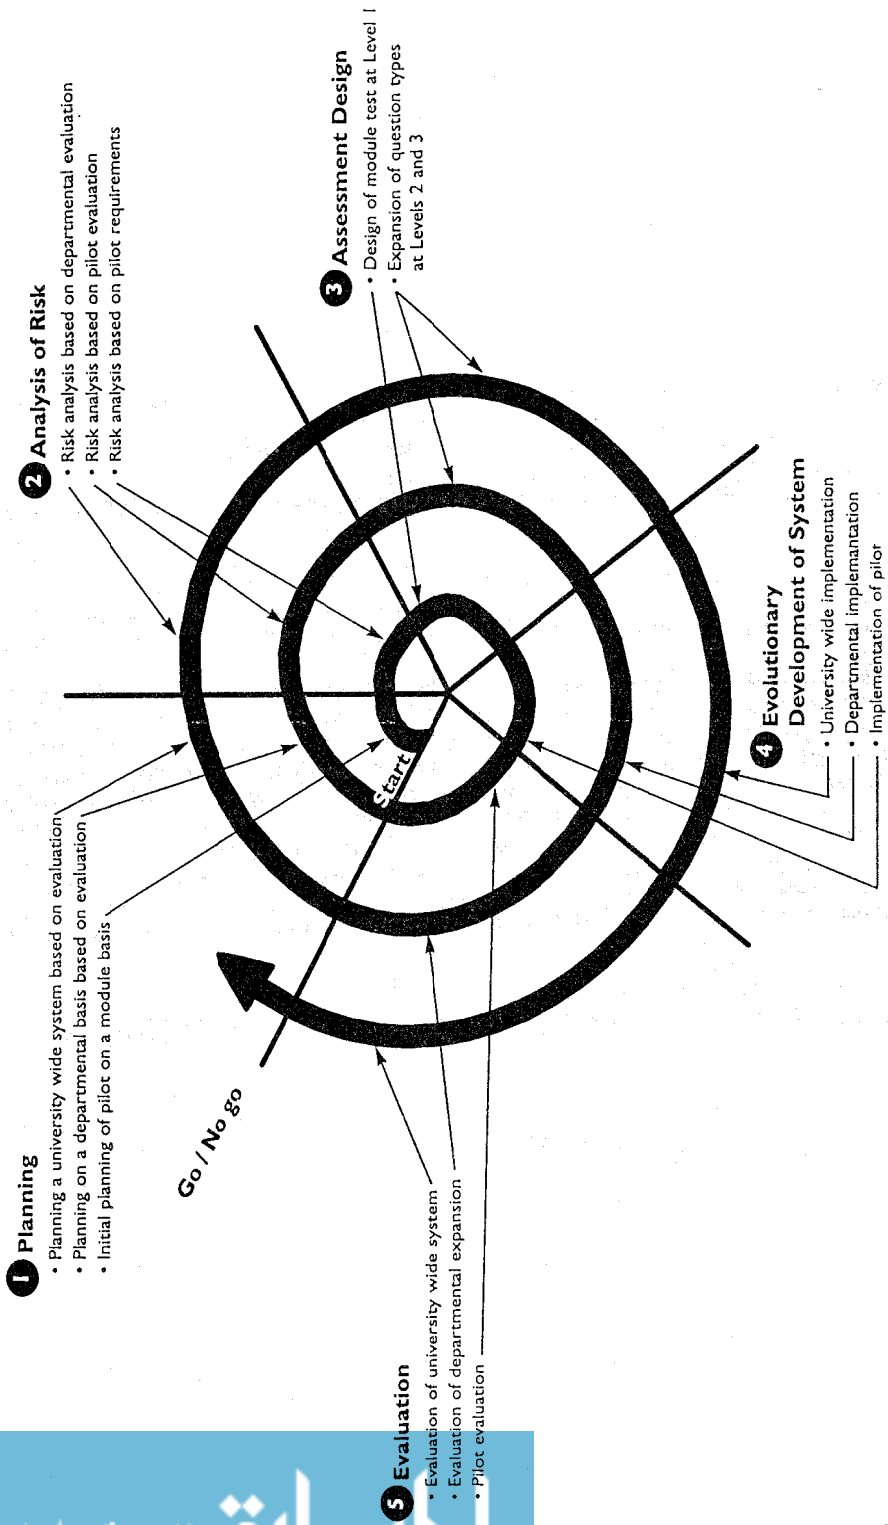 1 Planning
• Planning a university wide system based on evaluation
• Planning on a departmental basis based on evaluation
• Initial planning of pilot on a module basis
2 Analysis of Risk
• Risk analysis based on departmental evaluation
• Risk analysis based on pilot evaluation
• Risk analysis based on pilot requirements
3 Assessment Design
• Design of module test at Level 1
• Expansion of question types
at Levels 2 and 3
4 Evolutionary
Development of System
• University wide implementation
• Departmental implemantation
• Implementation of pilor
5 Evaluation
• Evaluation of university wide system
• Evaluation of departmental expansion
• Pilot evaluation
Go / No go
Start